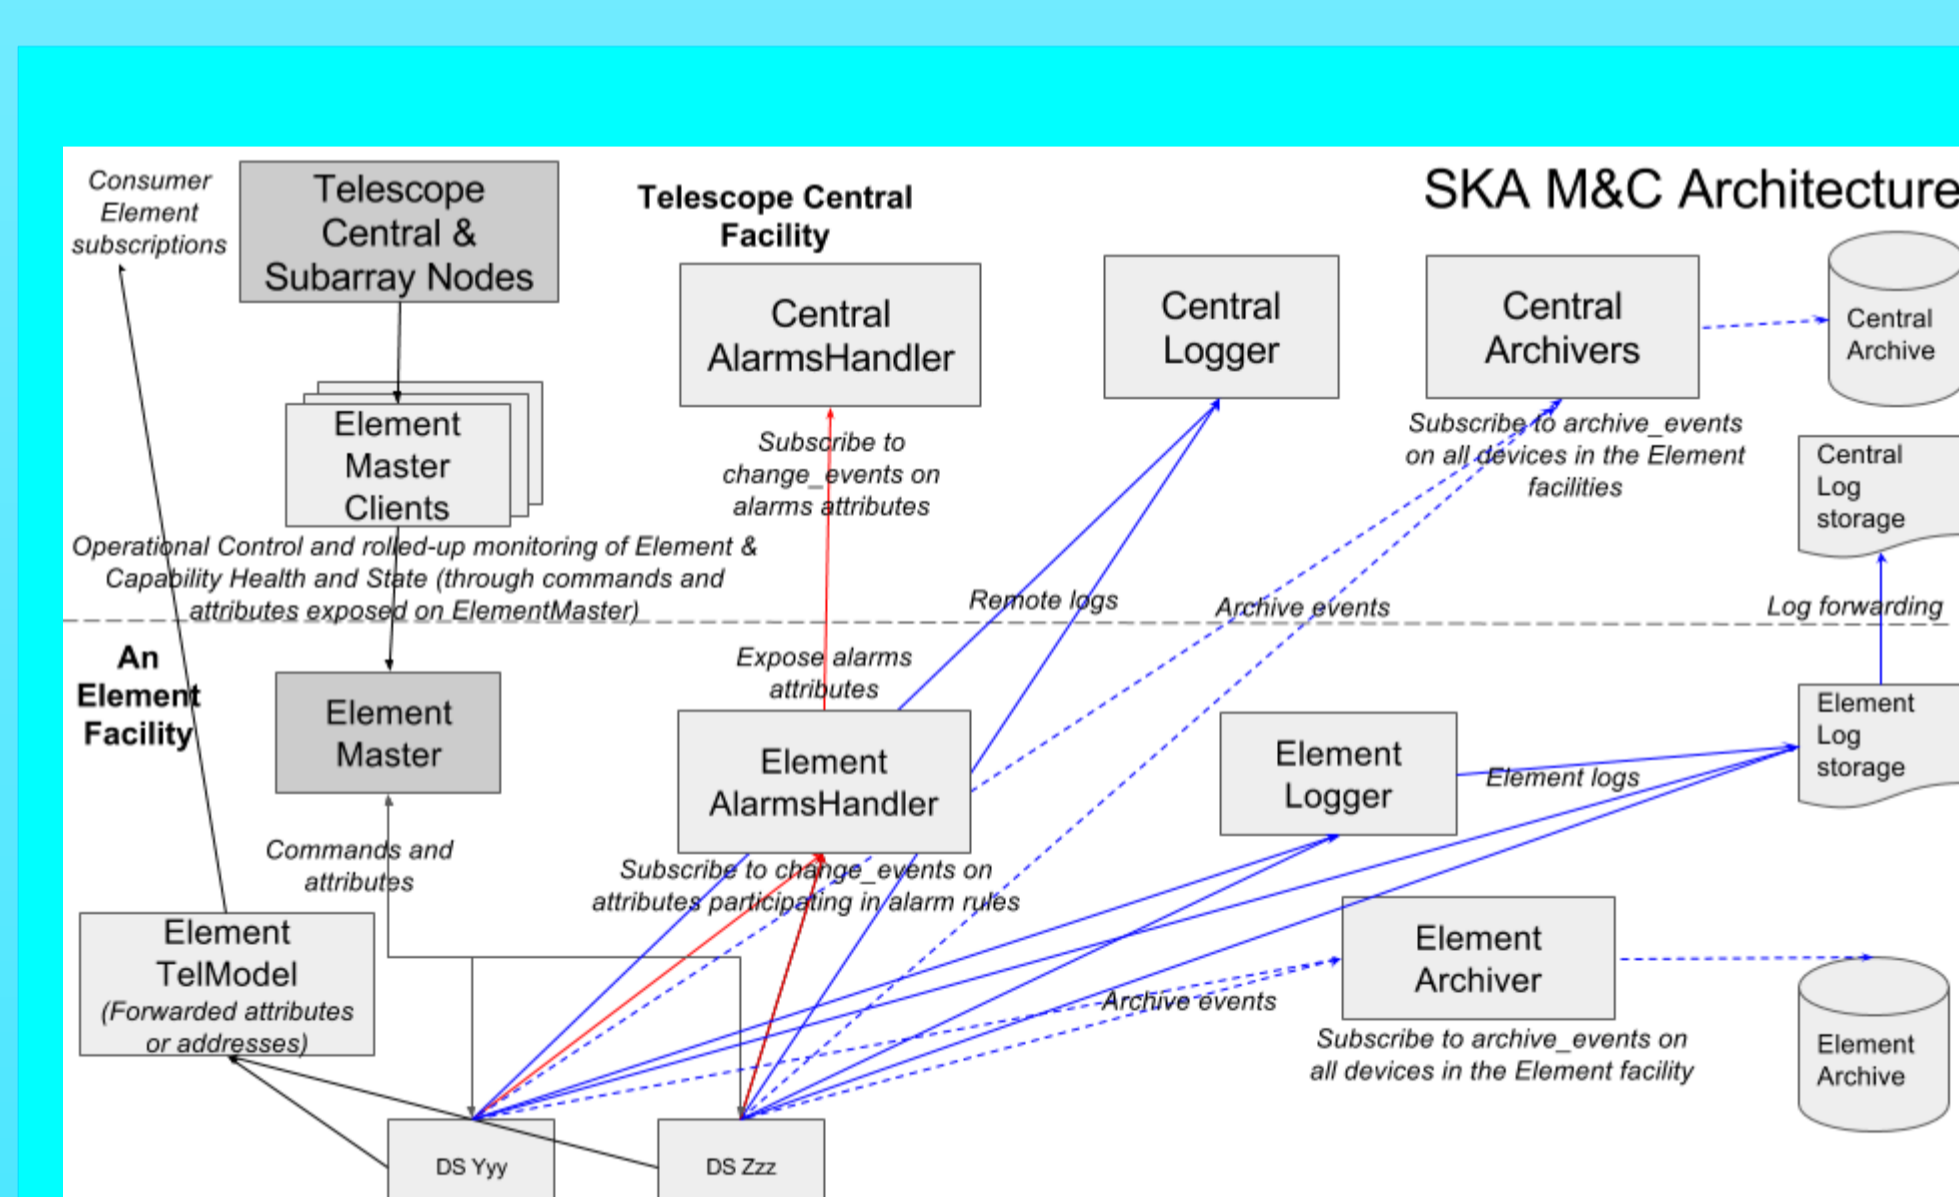 Consumer
Element
subscriptions
Telescope
Central &
Subarray Nodes
Telescope Central
Facility
SKA M&C Architecture
Central
AlarmsHandler
Central
Logger
Central
Archivers
Central
Archive
Element
Master
Clients
Subscribe to
change_events on
alarms attributes
Subscribe to archive_events
on all devices in the Element
facilities
Central
Log
storage
Operational Control and rolled-up monitoring of Element &
Capability Health and State (through commands and
attributes exposed on ElementMaster)
Remote logs
Archive events
Log forwarding
An
Element
Facility
Element
Master
Expose alarms
attributes
Element
AlarmsHandler
Element
Logger
Element logs
Element
Log
storage
Commands and
attributes
Subscribe to change_events on
attributes participating in alarm rules
Element
TelModel
(Forwarded attributes
or addresses)
Archive events
Element
Archiver
Subscribe to archive_events on
all devices in the Element facility
Element
Archive
DS Yyy
DS Zzz